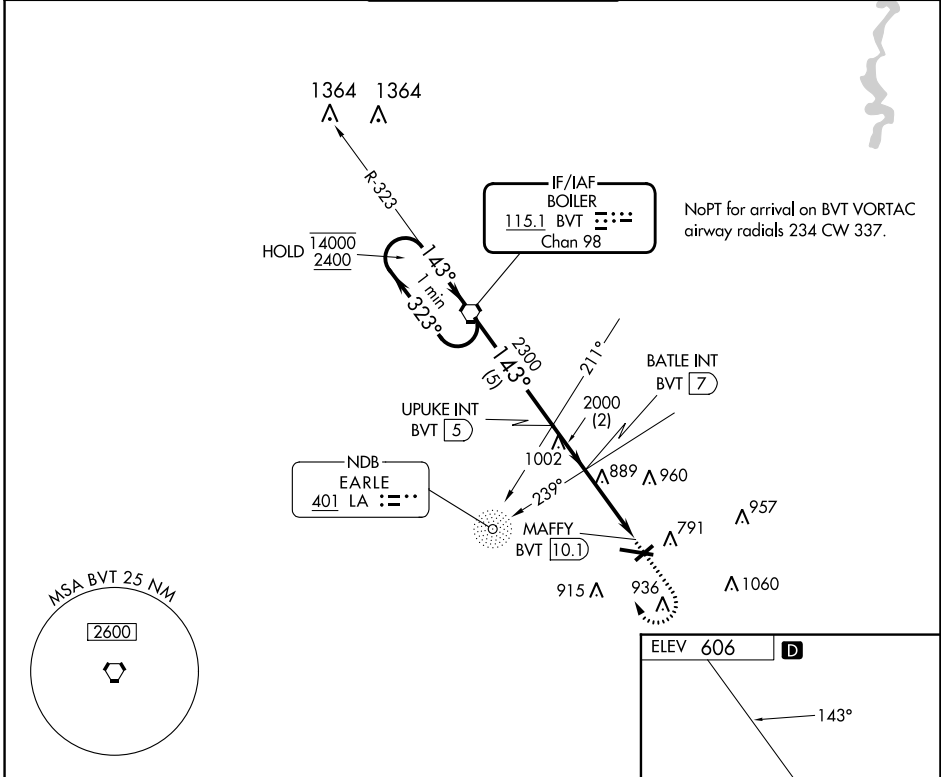 1364 1364
R-323
HOLD 14000
2400
143°
1 min
323°
IF/IAF
BOILER
115.1 BVT
Chan 98
NoPT for arrival on BVT VORTAC
airway radials 234 CW 337.
2300
143°
(5)
211°
BATLE INT
BVT 7
UPUKE INT
BVT 5
2000
(2)
1002
889 960
NDB
EARLE
401 LA
239°
MAFFY
BVT 10.1
791
957
915
936
1060
MSA BVT 25 NM
2600
ELEV 606 D
143°